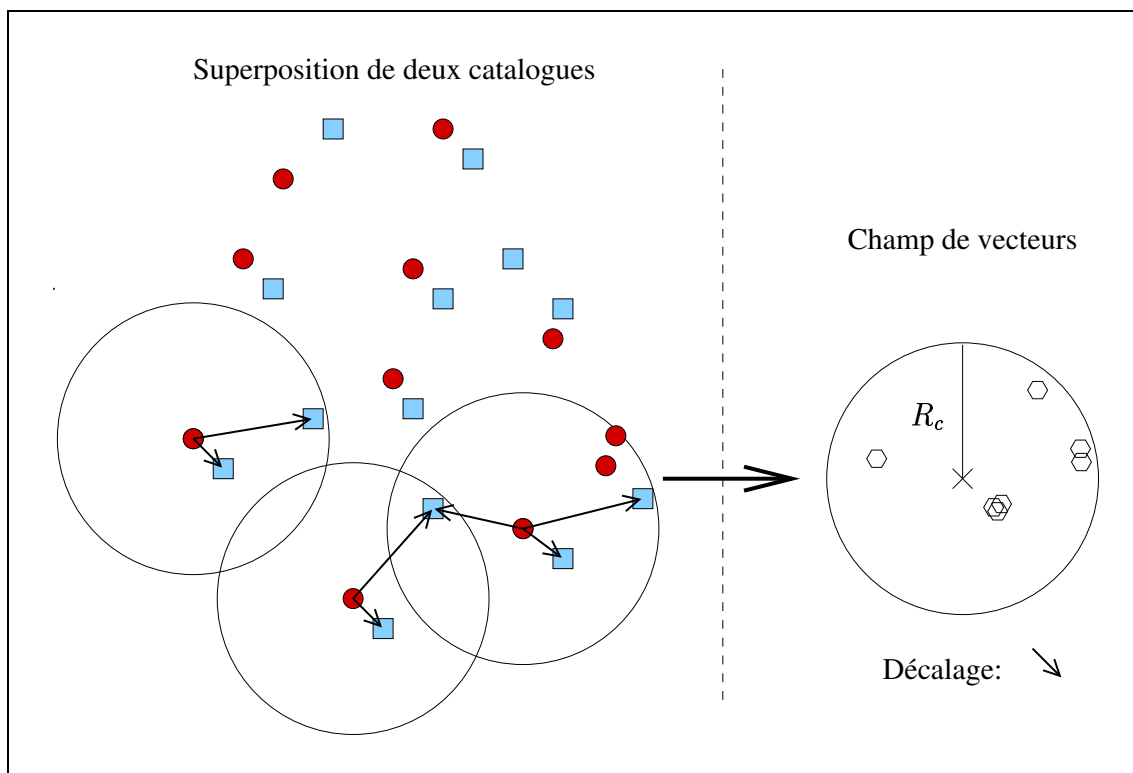 Superposition de deux catalogues
Champ de vecteurs
R_c
Décalage: